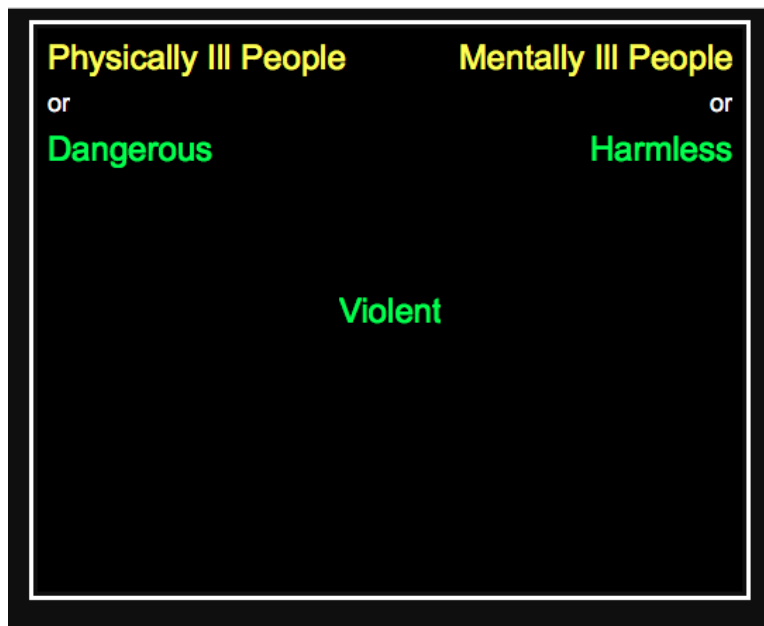 Physically Ill People Mentally Ill People
or or
Dangerous Harmless
Violent